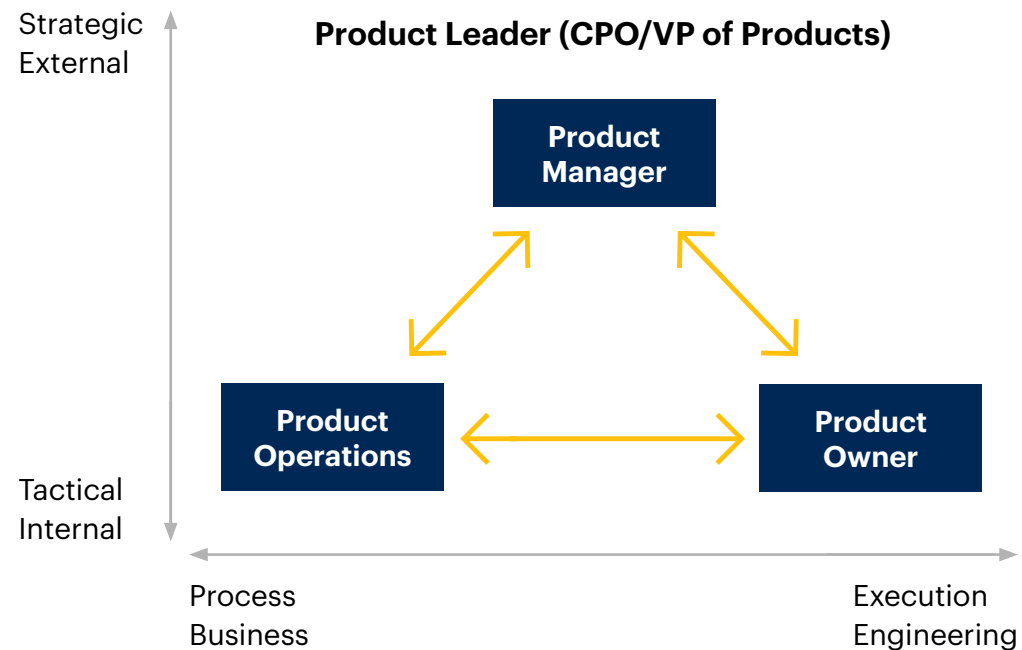 Strategic
External
Product Leader (CPO/VP of Products)
Product
Manager
Product
Operations
Product
Owner
Tactical
Internal
Process
Business
Execution
Engineering